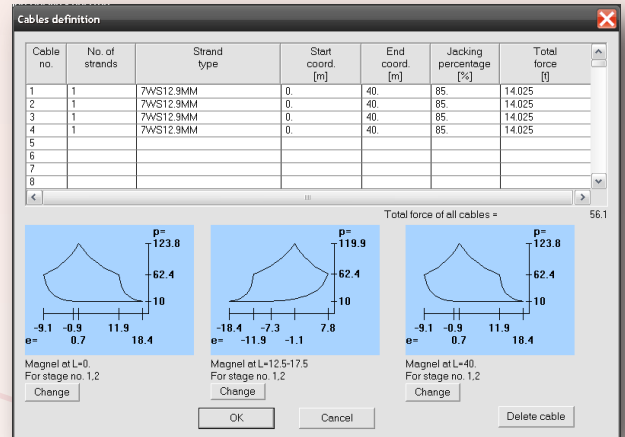 Cables definition
Cable no. No. of strands Strand type Start coord. [m] End coord. [m] Jacking percentage [%] Total force [t]
1 1 7WS12.9MM 0. 40. 85. 14.025
2 1 7WS12.9MM 0. 40. 85. 14.025
3 1 7WS12.9MM 0. 40. 85. 14.025
4 1 7WS12.9MM 0. 40. 85. 14.025
5
6
7
8
Total force of all cables = 56.1
p=
123.8
62.4
10
-9.1 -0.9 11.9
e= 0.7 18.4
p=
119.9
62.4
10
-18.4 -7.3 7.8
e= -11.9 -1.1
p=
123.8
62.4
10
-9.1 -0.9 11.9
e= 0.7 18.4
Magnel at L=0.
For stage no. 1,2
Change
Magnel at L=12.5-17.5
For stage no. 1,2
Change
Magnel at L=40.
For stage no. 1,2
Change
OK
Cancel
Delete cable